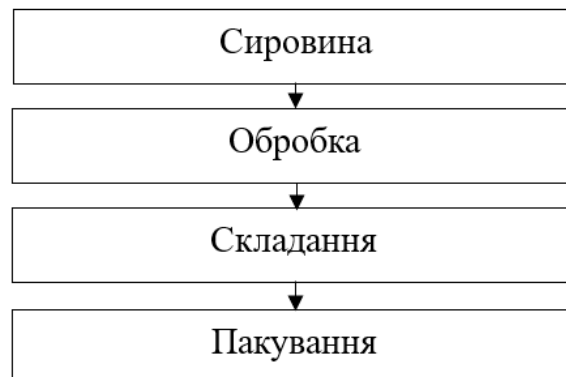 Сировина
Обробка
Складання
Пакування